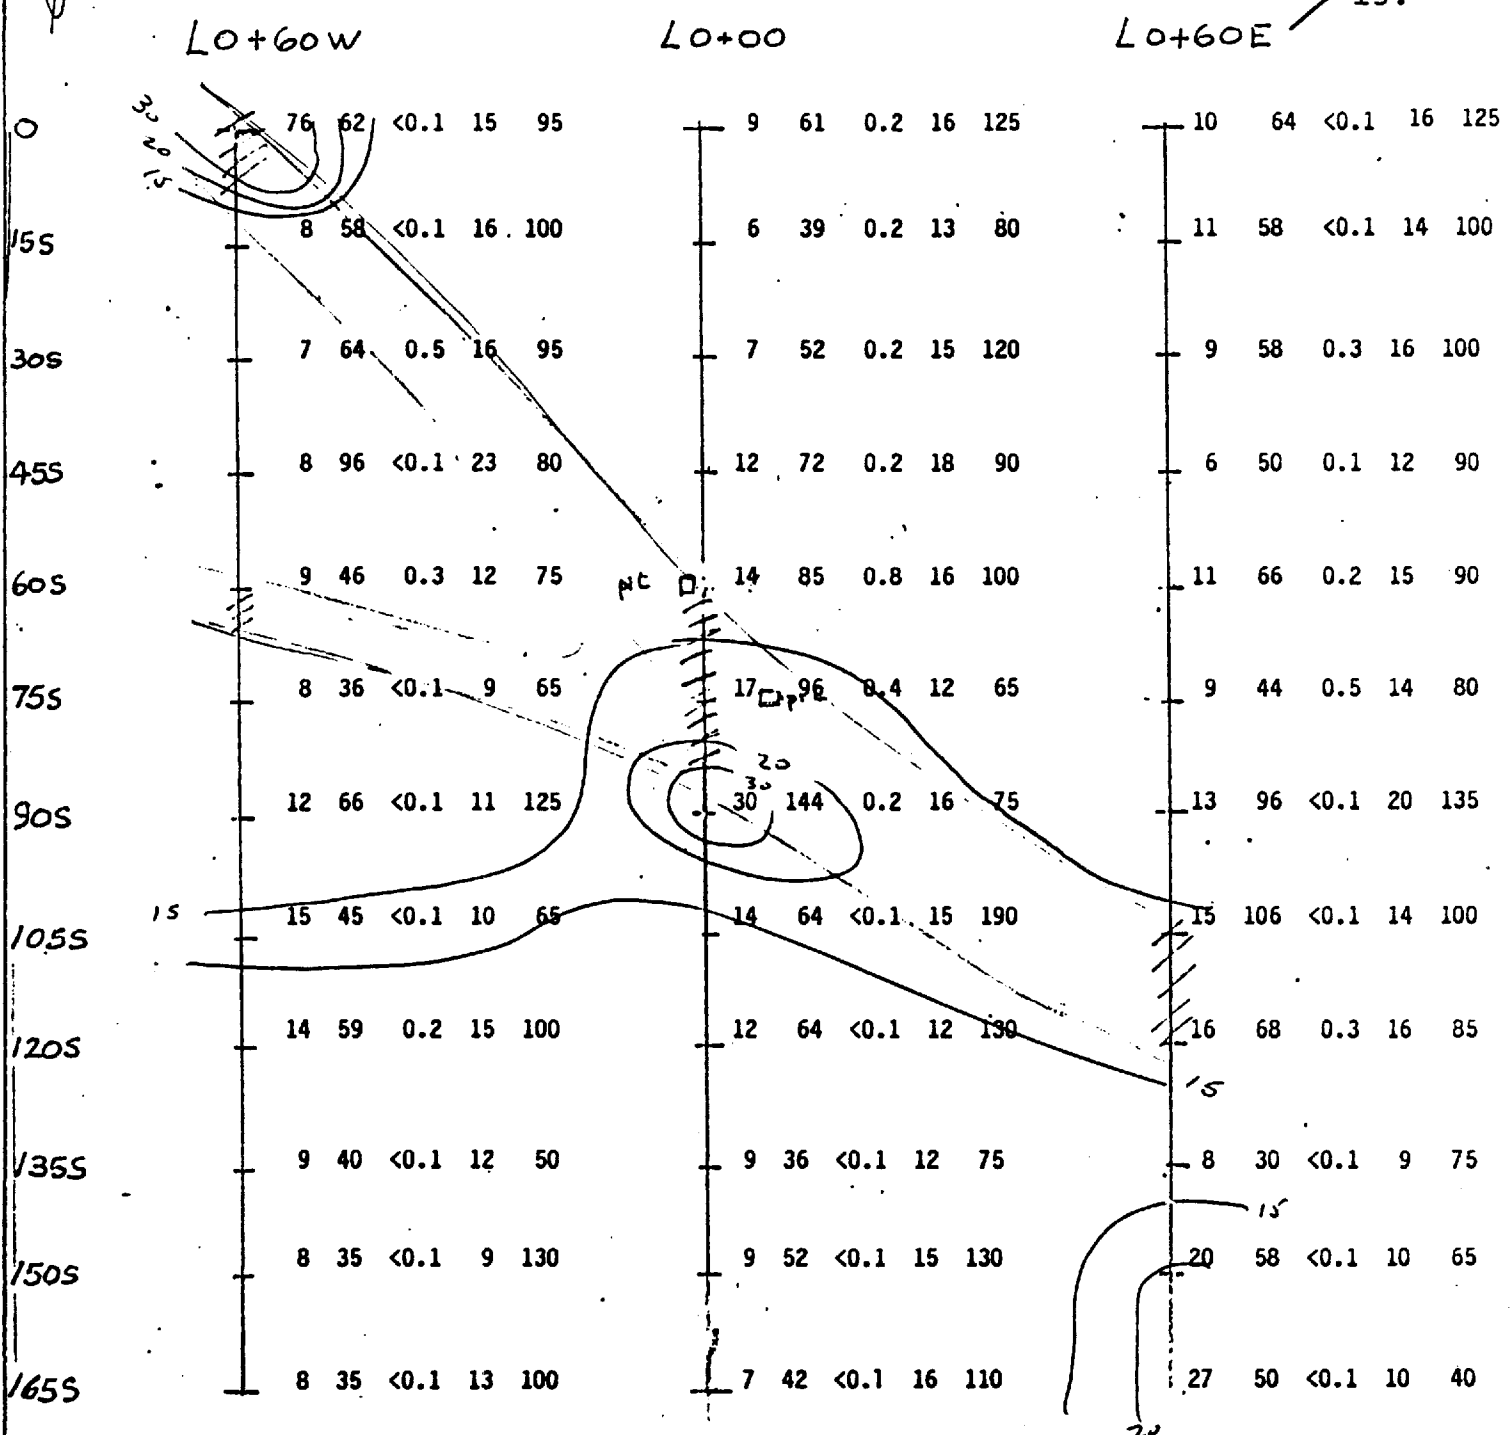 15.
L0+60W L0+00 L0+60E
30
20
15
0 76 62 <0.1 15 95 9 61 0.2 16 125 10 64 <0.1 16 125
15S 8 58 <0.1 16 100 6 39 0.2 13 80 11 58 <0.1 14 100
30S 7 64 0.5 16 95 7 52 0.2 15 120 9 58 0.3 16 100
45S 8 96 <0.1 23 80 12 72 0.2 18 90 6 50 0.1 12 90
60S 9 46 0.3 12 75 pit 14 85 0.8 16 100 11 66 0.2 15 90
75S 8 36 <0.1 9 65 17 96 0.4 12 65 9 44 0.5 14 80
pit
20
30
90S 12 66 <0.1 11 125 30 144 0.2 16 75 13 96 <0.1 20 135
15
105S 15 45 <0.1 10 65 14 64 <0.1 15 190 15 106 <0.1 14 100
120S 14 59 0.2 15 100 12 64 <0.1 12 130 16 68 0.3 16 85
15
135S 9 40 <0.1 12 50 9 36 <0.1 12 75 8 30 <0.1 9 75
15
150S 8 35 <0.1 9 130 9 52 <0.1 15 130 20 58 <0.1 10 65
165S 8 35 <0.1 13 100 7 42 <0.1 16 110 27 50 <0.1 10 40
20